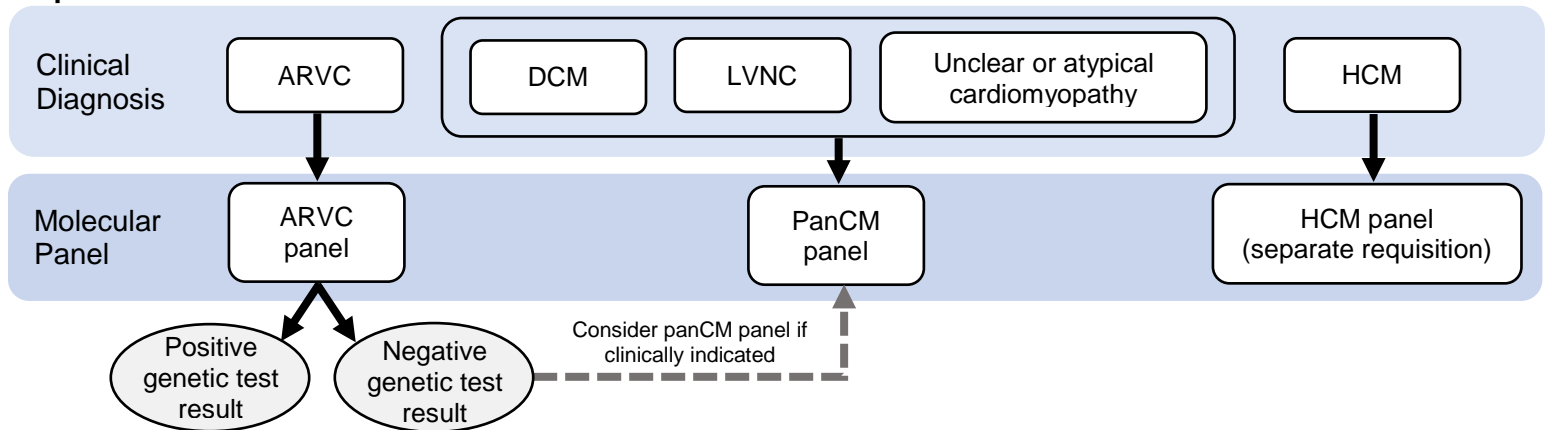 Clinical
Diagnosis
ARVC
DCM
LVNC
Unclear or atypical
cardiomyopathy
HCM
Molecular
Panel
ARVC
panel
PanCM
panel
HCM panel
(separate requisition)
Positive
genetic test
result
Negative
genetic test
result
Consider panCM panel if
clinically indicated